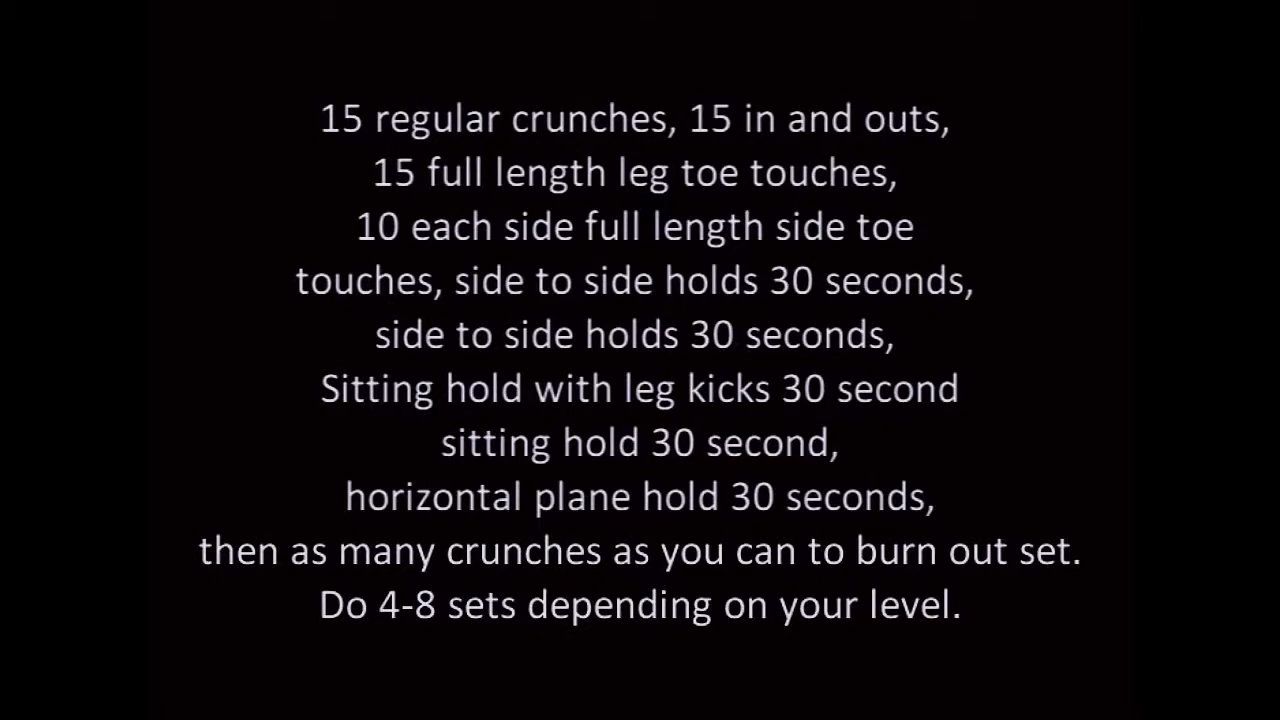 15 regular crunches, 15 in and outs,
15 full length leg toe touches,
10 each side full length side toe
touches, side to side holds 30 seconds,
side to side holds 30 seconds,
Sitting hold with leg kicks 30 second
sitting hold 30 second,
horizontal plane hold 30 seconds,
then as many crunches as you can to burn out set.
Do 4-8 sets depending on your level.